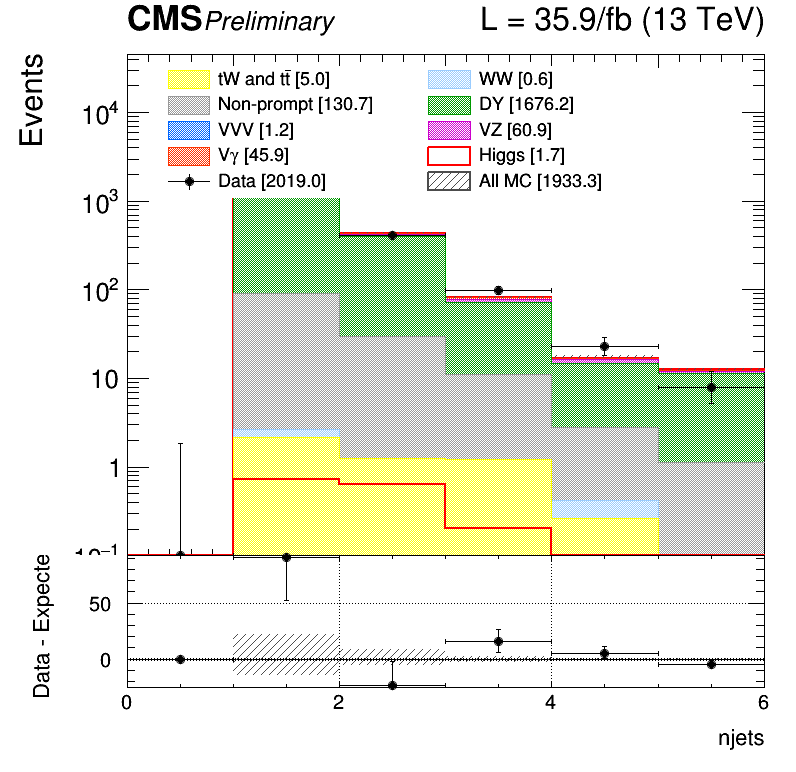 CMS Preliminary L = 35.9/fb (13 TeV)
Events
tW and tt̄ [5.0] WW [0.6]
Non-prompt [130.7] DY [1676.2]
VVV [1.2] VZ [60.9]
Vγ [45.9] Higgs [1.7]
Data [2019.0] All MC [1933.3]
10⁴
10³
10²
10
1
Data - Expecte
50
0
0 2 4 6
njets